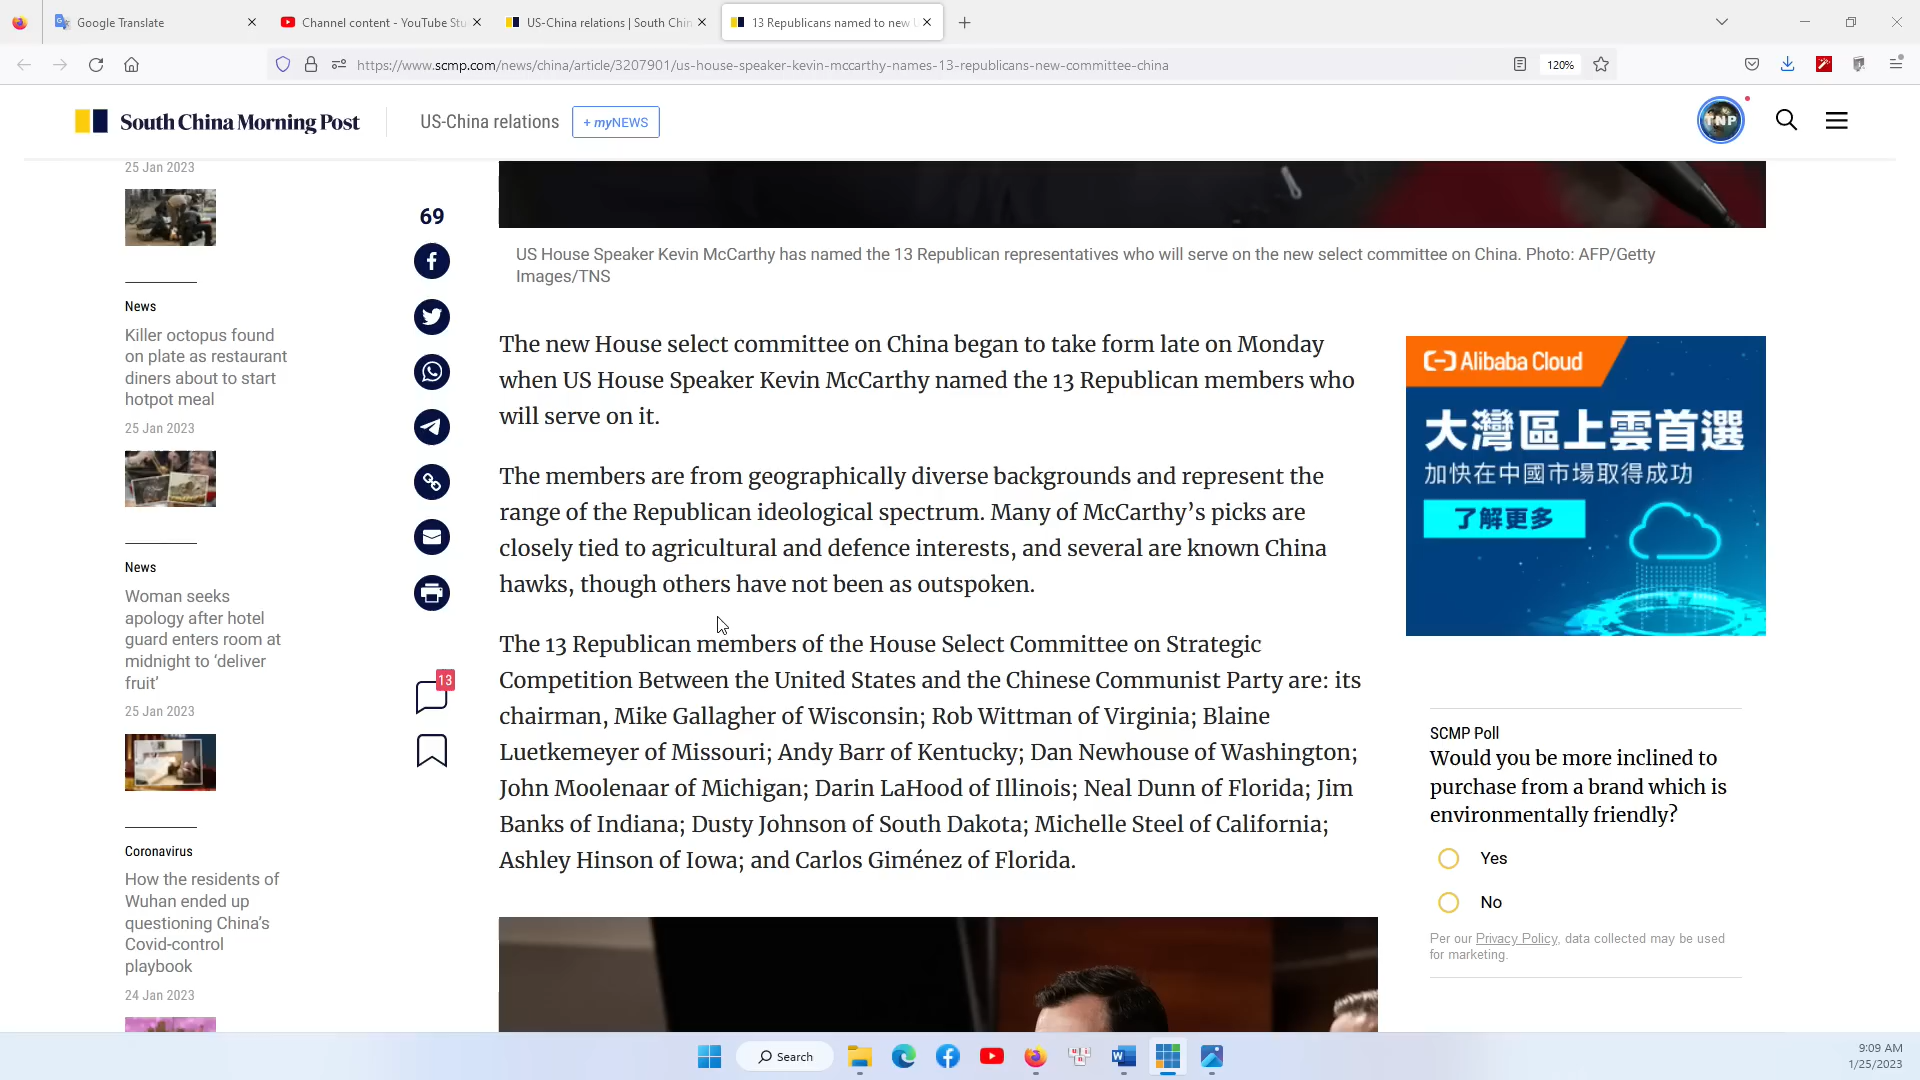 Google Translate
Channel content - YouTube Stu
US-China relations | South Chin
13 Republicans named to new U
https://www.scmp.com/news/china/article/3207901/us-house-speaker-kevin-mccarthy-names-13-republicans-new-committee-china
120%
South China Morning Post
US-China relations
+ myNEWS
TNP
25 Jan 2023
News
Killer octopus found
on plate as restaurant
diners about to start
hotpot meal
25 Jan 2023
News
Woman seeks
apology after hotel
guard enters room at
midnight to ‘deliver
fruit’
25 Jan 2023
Coronavirus
How the residents of
Wuhan ended up
questioning China’s
Covid-control
playbook
24 Jan 2023
69
13
US House Speaker Kevin McCarthy has named the 13 Republican representatives who will serve on the new select committee on China. Photo: AFP/Getty
Images/TNS
The new House select committee on China began to take form late on Monday
when US House Speaker Kevin McCarthy named the 13 Republican members who
will serve on it.
The members are from geographically diverse backgrounds and represent the
range of the Republican ideological spectrum. Many of McCarthy’s picks are
closely tied to agricultural and defence interests, and several are known China
hawks, though others have not been as outspoken.
The 13 Republican members of the House Select Committee on Strategic
Competition Between the United States and the Chinese Communist Party are: its
chairman, Mike Gallagher of Wisconsin; Rob Wittman of Virginia; Blaine
Luetkemeyer of Missouri; Andy Barr of Kentucky; Dan Newhouse of Washington;
John Moolenaar of Michigan; Darin LaHood of Illinois; Neal Dunn of Florida; Jim
Banks of Indiana; Dusty Johnson of South Dakota; Michelle Steel of California;
Ashley Hinson of Iowa; and Carlos Giménez of Florida.
Alibaba Cloud
大灣區上雲首選
加快在中國市場取得成功
了解更多
SCMP Poll
Would you be more inclined to
purchase from a brand which is
environmentally friendly?
Yes
No
Per our Privacy Policy, data collected may be used
for marketing.
Search
9:09 AM
1/25/2023